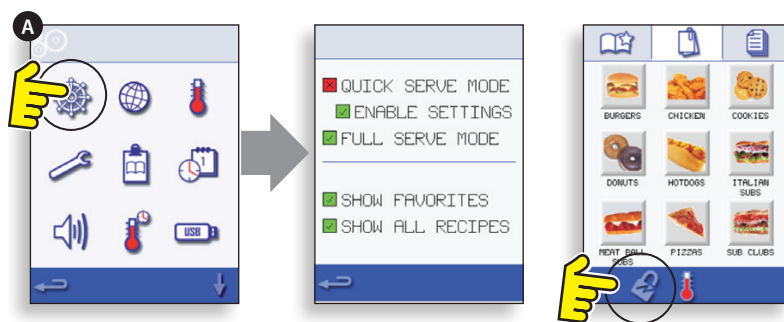 A
1
USB
QUICK SERVE MODE
ENABLE SETTINGS
FULL SERVE MODE
SHOW FAVORITES
SHOW ALL RECIPES
BURGERS
CHICKEN
COOKIES
DONUTS
HOTDOGS
ITALIAN
SUBS
MEAT BALL
SUBS
PIZZAS
SUB CLUBS